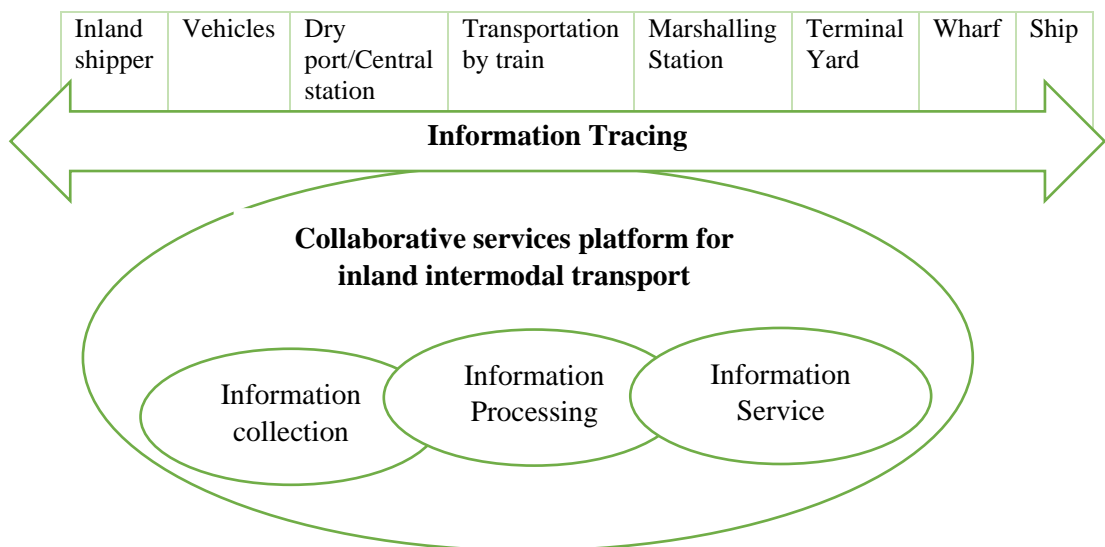 Inland
shipper
Vehicles
Dry
port/Central
station
Transportation
by train
Marshalling
Station
Terminal
Yard
Wharf
Ship
Information Tracing
Collaborative services platform for
inland intermodal transport
Information
collection
Information
Processing
Information
Service